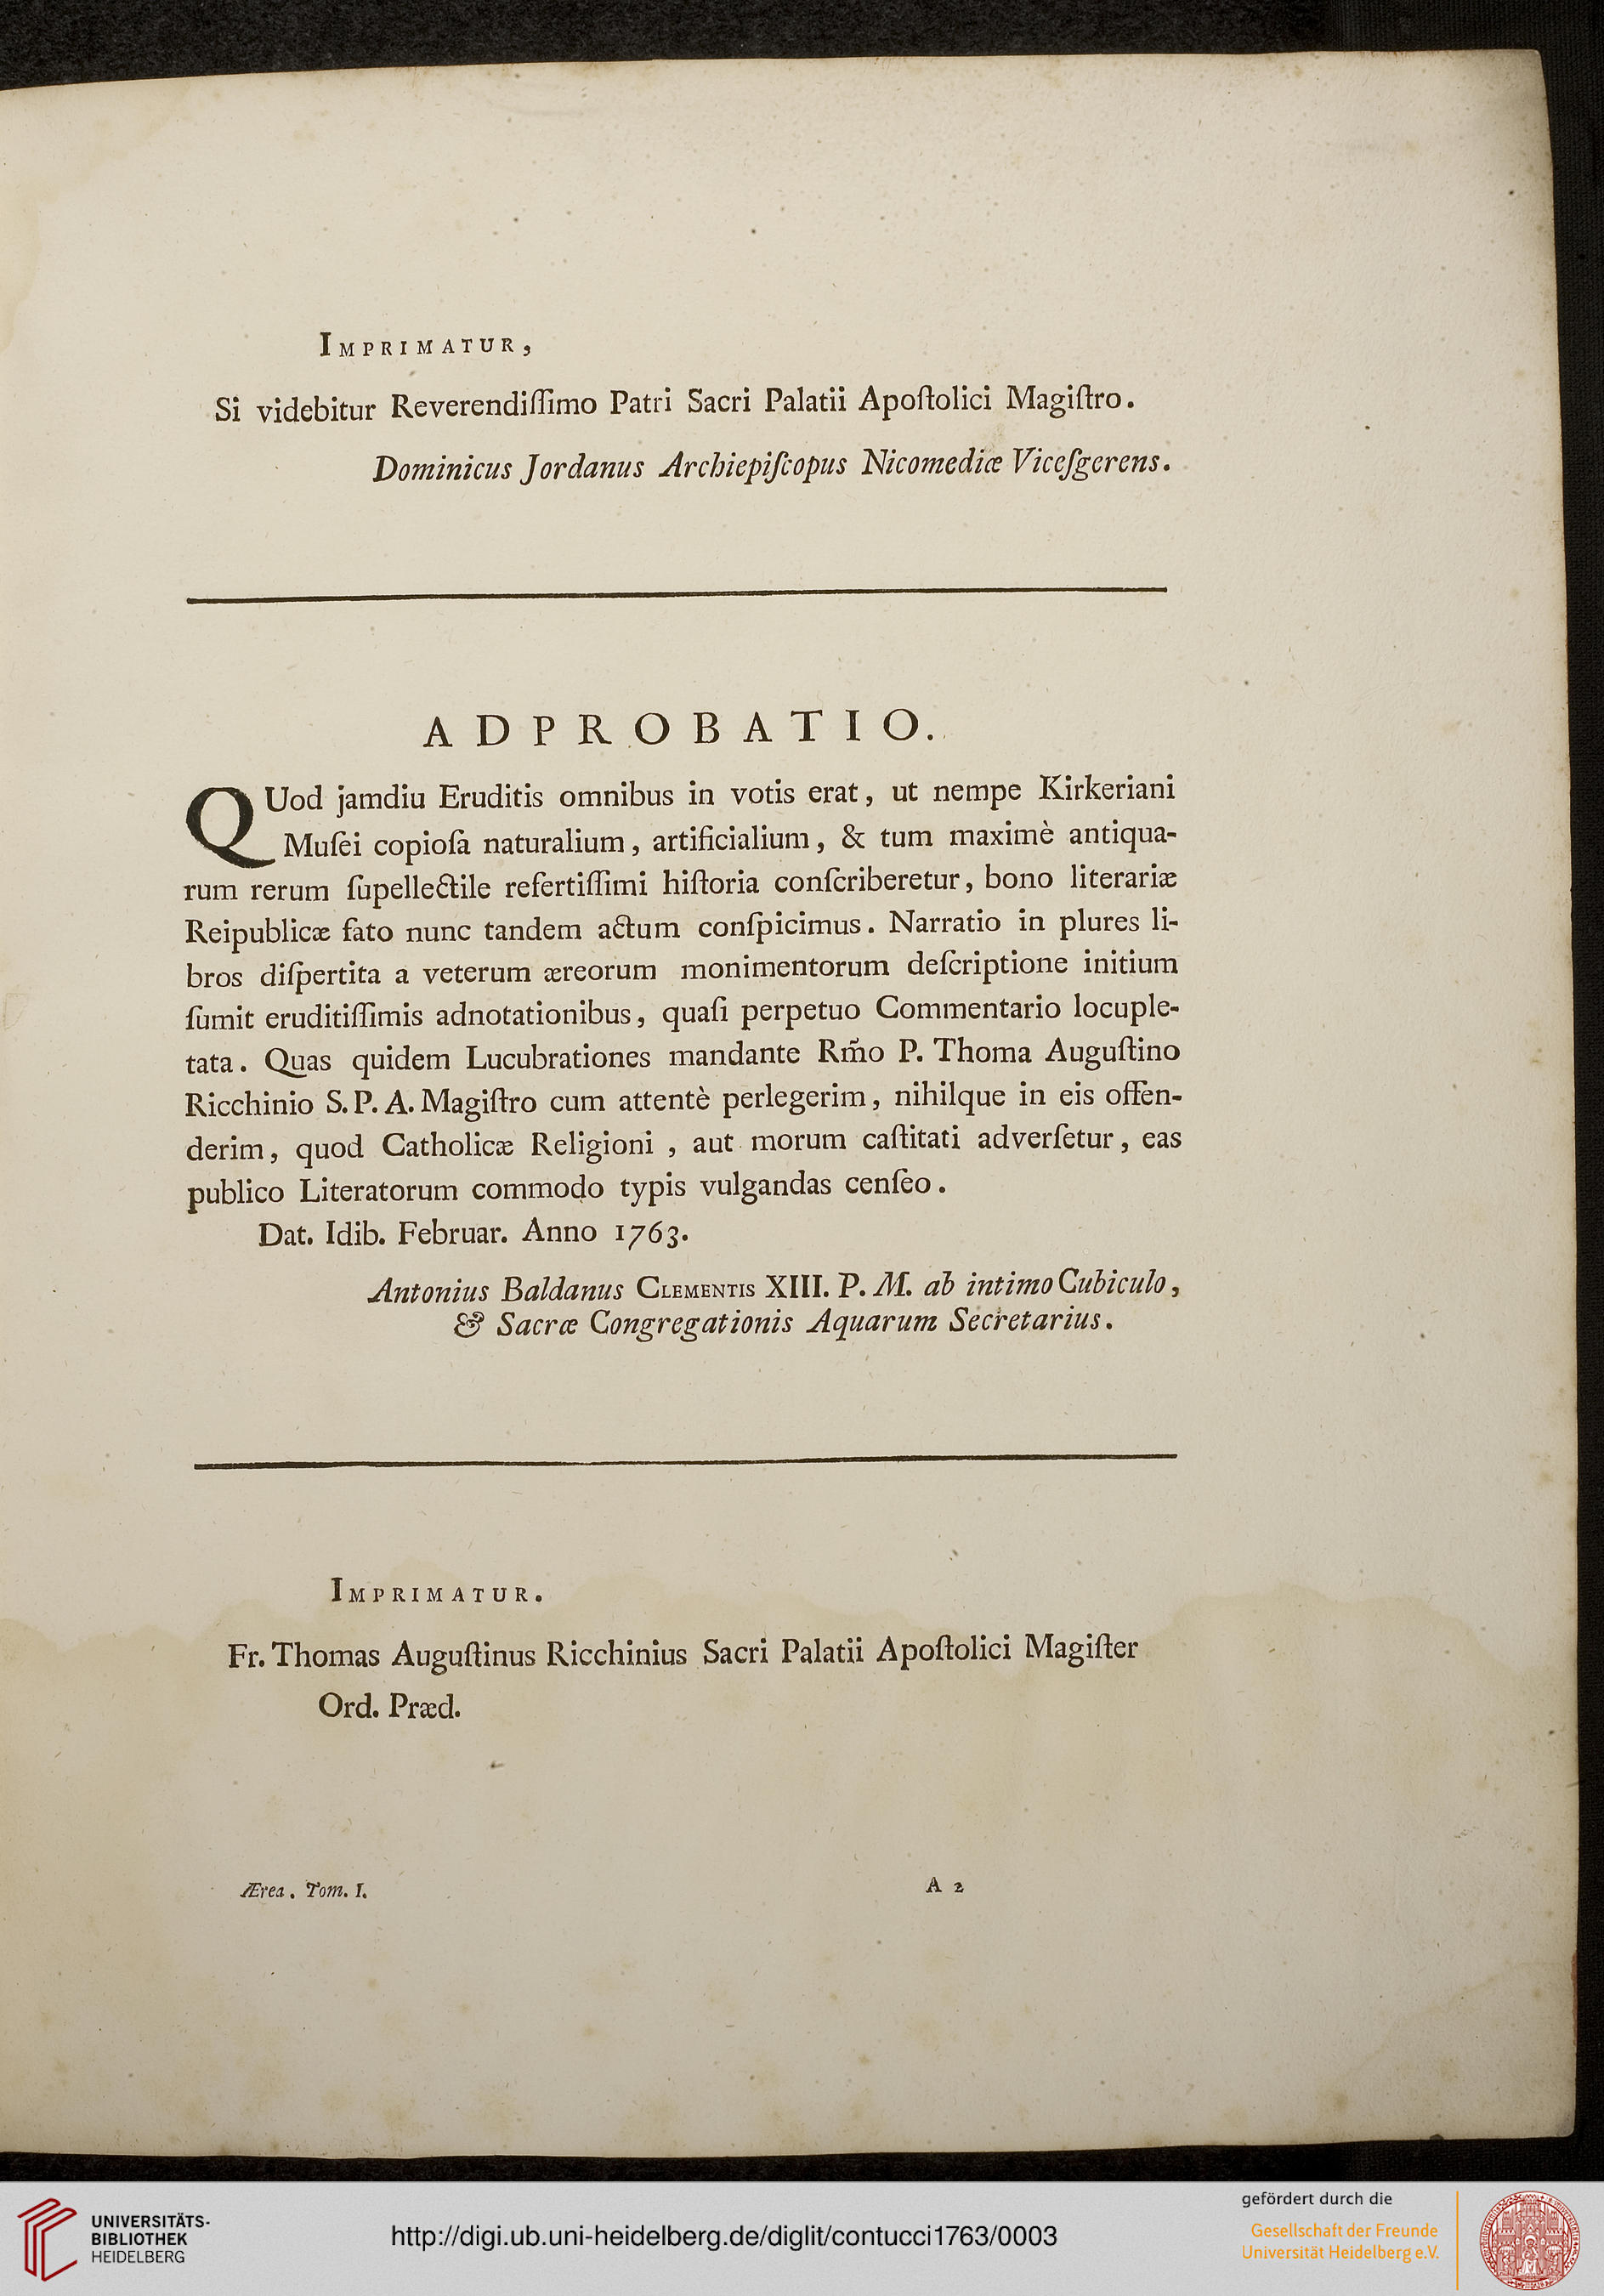 IMPRIMATUR,
Si videbitur Reverendiſſimo Patri Sacri Palatii Apoſtolici Magiſtro.
Dominicus Jordanus Archiepiſcopus Nicomediæ Viceſgerens.
ADPROBATIO.
QUod jamdiu Eruditis omnibus in votis erat, ut nempe Kirkeriani
Muſei copioſa naturalium, artificialium, & tum maximè antiqua-
rum rerum ſupellectile refertiſſimi hiſtoria conſcriberetur, bono literariæ
Reipublicæ fato nunc tandem actum conſpicimus. Narratio in plures li-
bros diſpertita a veterum æreorum monimentorum deſcriptione initium
ſumit eruditiſſimis adnotationibus, quaſi perpetuo Commentario locuple-
tata. Quas quidem Lucubrationes mandante Rm̃o P. Thoma Auguſtino
Ricchinio S. P. A. Magiſtro cum attentè perlegerim, nihilque in eis offen-
derim, quod Catholicæ Religioni, aut morum caſtitati adverſetur, eas
publico Literatorum commodo typis vulgandas cenſeo.
Dat. Idib. Februar. Anno 1763.
Antonius Baldanus CLEMENTIS XIII. P. M. ab intimo Cubiculo,
& Sacræ Congregationis Aquarum Secretarius.
IMPRIMATUR.
Fr. Thomas Auguſtinus Ricchinius Sacri Palatii Apoſtolici Magiſter
Ord. Præd.
Ærea. Tom. I. A 2
UNIVERSITÄTS-
BIBLIOTHEK
HEIDELBERG
http://digi.ub.uni-heidelberg.de/diglit/contucci1763/0003
gefördert durch die
Gesellschaft der Freunde
Universität Heidelberg e.V.